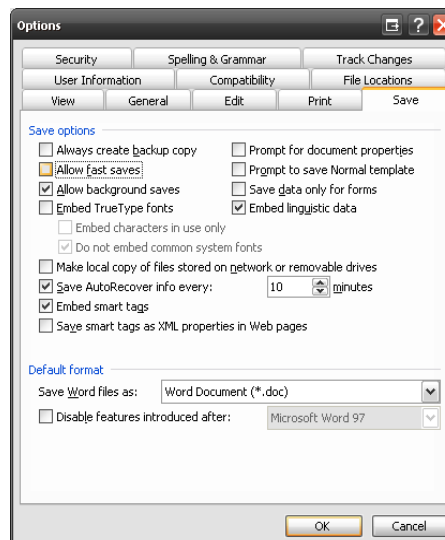 Options
Security Spelling & Grammar Track Changes
User Information Compatibility File Locations
View General Edit Print Save
Save options
Always create backup copy Prompt for document properties
Allow fast saves Prompt to save Normal template
Allow background saves Save data only for forms
Embed TrueType fonts Embed linguistic data
Embed characters in use only
Do not embed common system fonts
Make local copy of files stored on network or removable drives
Save AutoRecover info every: 10 minutes
Embed smart tags
Save smart tags as XML properties in Web pages
Default format
Save Word files as: Word Document (*.doc)
Disable features introduced after: Microsoft Word 97
OK Cancel